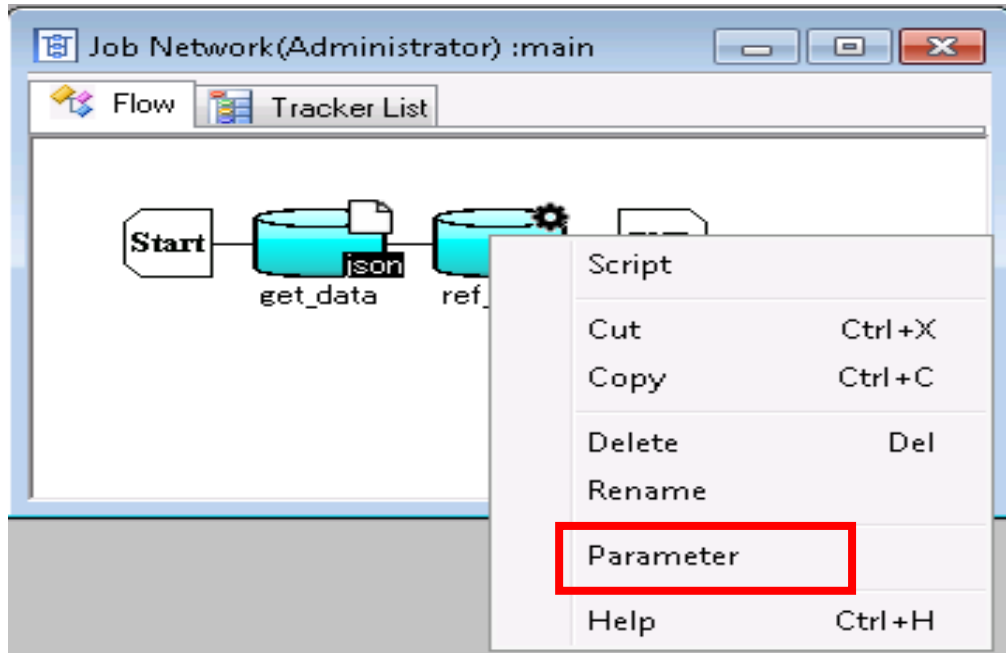 Job Network(Administrator) :main
Flow Tracker List
Start
json
get_data ref_
Script
Cut Ctrl+X
Copy Ctrl+C
Delete Del
Rename
Parameter
Help Ctrl+H